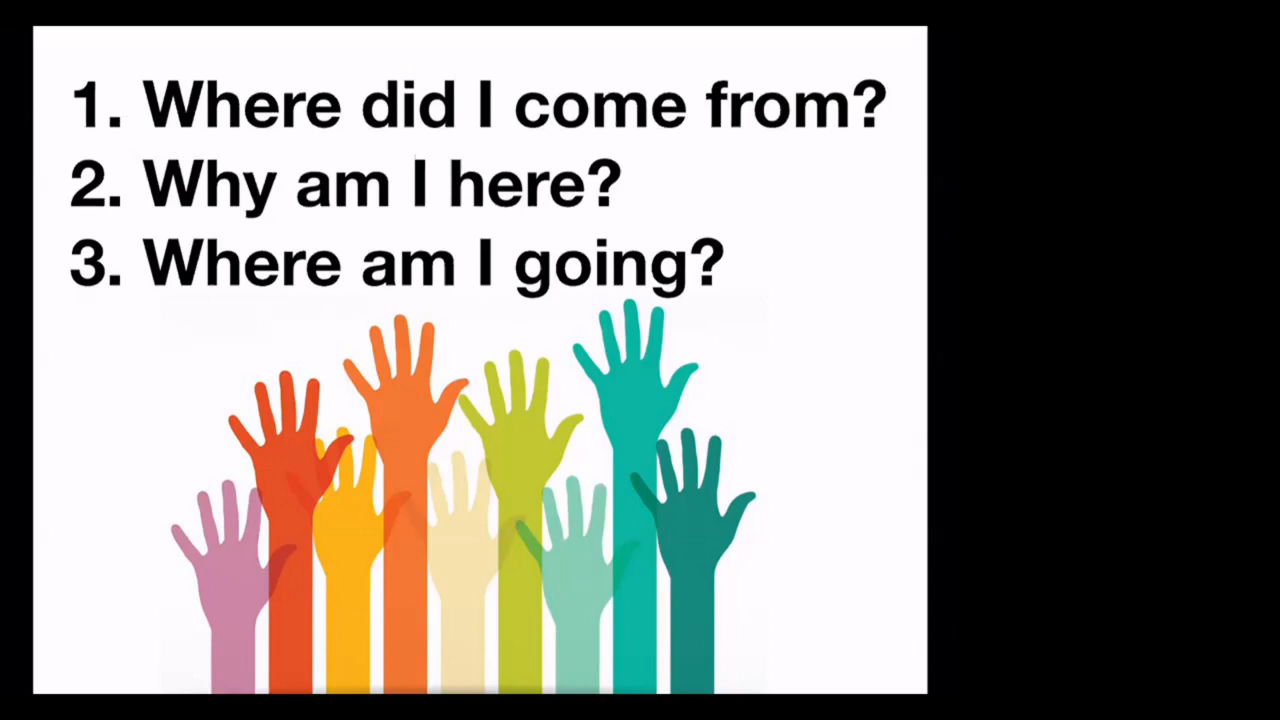 1. Where did I come from?
2. Why am I here?
3. Where am I going?